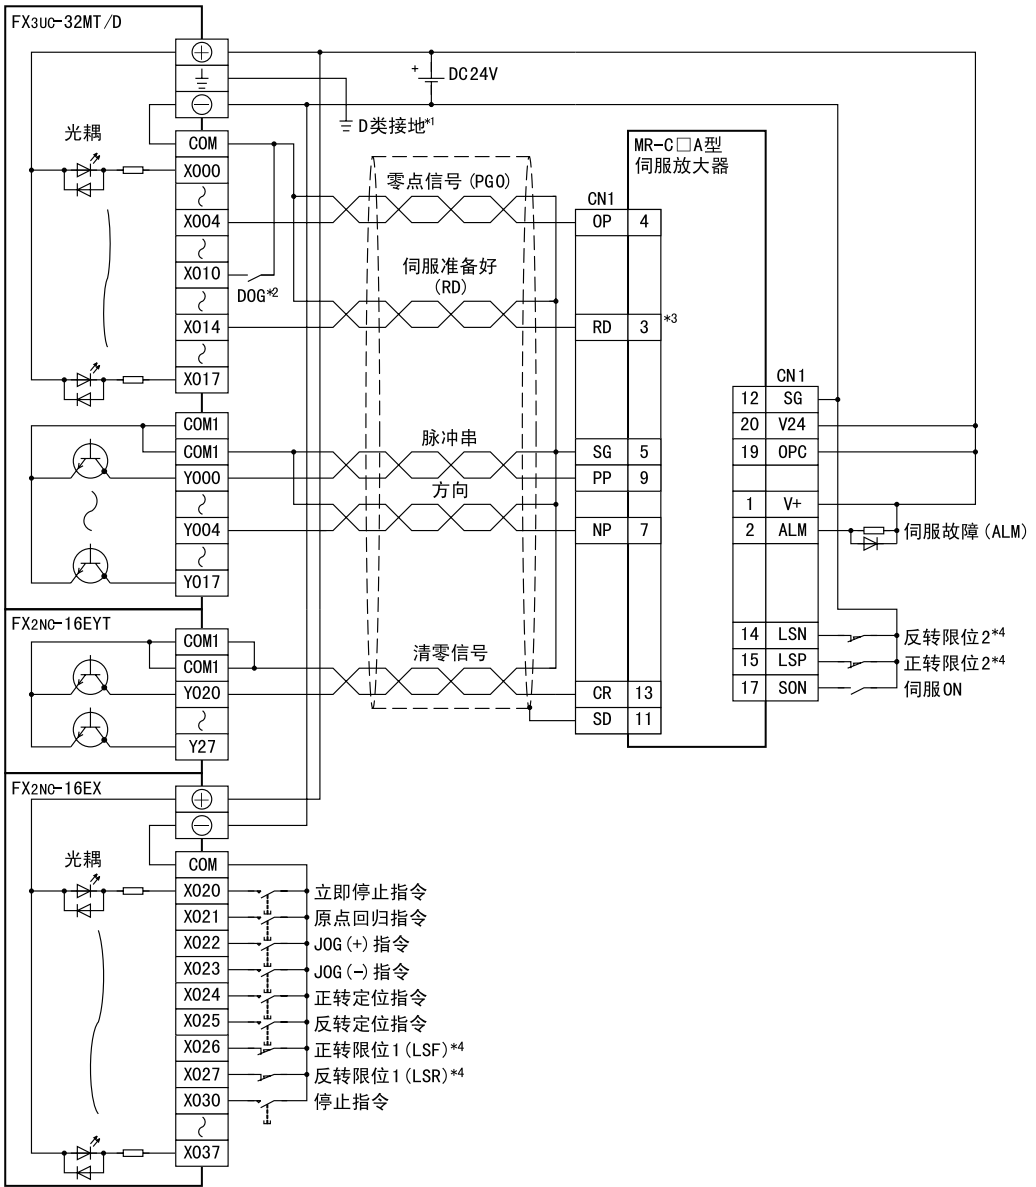 FX3UC-32MT/D
⊕
⊖
+
DC24V
D类接地*1
光耦
COM
X000
X004
X010
X014
X017
DOG*2
零点信号(PG0)
伺服准备好
(RD)
MR-C□A型
伺服放大器
CN1
OP 4
RD 3 *3
SG 5
PP 9
NP 7
CR 13
SD 11
CN1
12 SG
20 V24
19 OPC
1 V+
2 ALM
伺服故障(ALM)
14 LSN
反转限位2*4
15 LSP
正转限位2*4
17 SON
伺服ON
COM1
COM1
Y000
Y004
Y017
脉冲串
方向
FX2NC-16EYT
COM1
COM1
Y020
Y27
清零信号
FX2NC-16EX
⊕
⊖
光耦
COM
X020 立即停止指令
X021 原点回归指令
X022 JOG(+)指令
X023 JOG(-)指令
X024 正转定位指令
X025 反转定位指令
X026 正转限位1(LSF)*4
X027 反转限位1(LSR)*4
X030 停止指令
X037